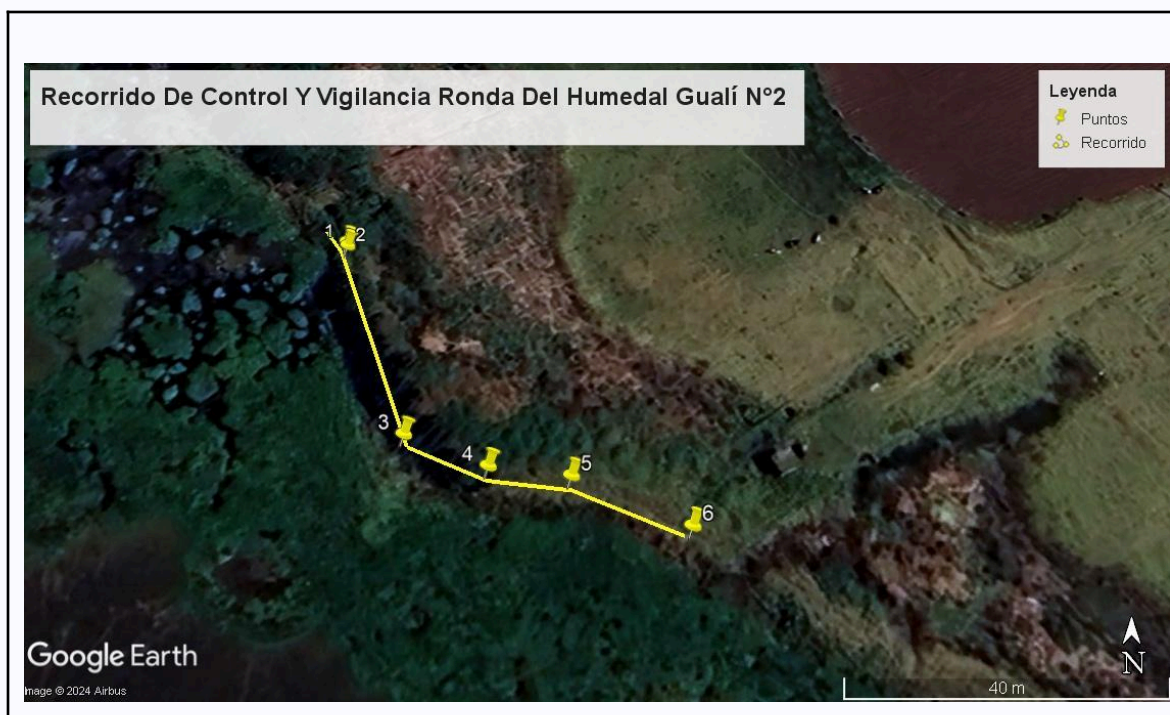 Recorrido De Control Y Vigilancia Ronda Del Humedal Gualí N°2
Leyenda
Puntos
Recorrido
1
2
3
4
5
6
Google Earth
mage © 2024 Airbus
N
40 m